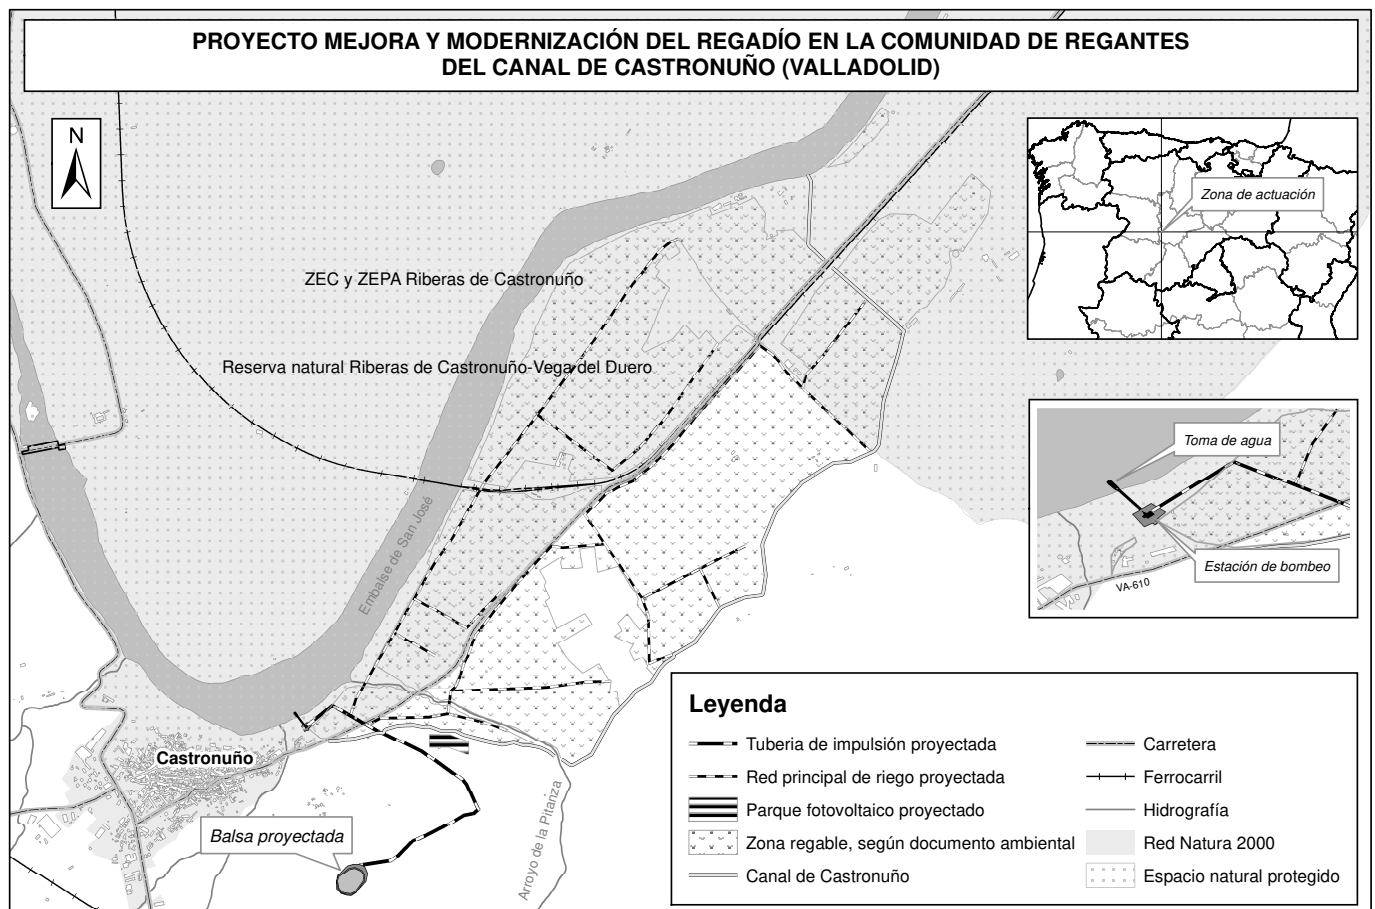 PROYECTO MEJORA Y MODERNIZACIÓN DEL REGADÍO EN LA COMUNIDAD DE REGANTES
DEL CANAL DE CASTRONUÑO (VALLADOLID)
N
Zona de actuación
ZEC y ZEPA Riberas de Castronuño
Reserva natural Riberas de Castronuño-Vega del Duero
Embalse de San José
Toma de agua
Estación de bombeo
VA-610
Castronuño
Balsa proyectada
Arroyo de la Pitanza
Leyenda
Tuberia de impulsión proyectada
Red principal de riego proyectada
Parque fotovoltaico proyectado
Zona regable, según documento ambiental
Canal de Castronuño
Carretera
Ferrocarril
Hidrografía
Red Natura 2000
Espacio natural protegido